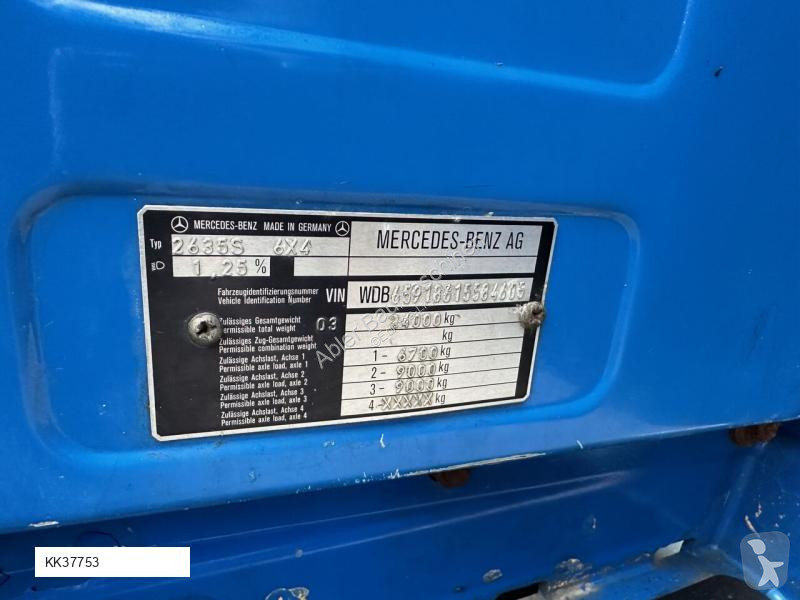 MERCEDES-BENZ MADE IN GERMANY
Typ 2635S 6X4
1,25%
MERCEDES-BENZ AG
Fahrzeugidentifizierungsnummer
Vehicle Identification Number VIN WDB65918615584605
Zulässiges Gesamtgewicht
Permissible total weight 03 24000 kg
Zulässiges Zug-Gesamtgewicht
Permissible combination weight kg
Zulässige Achslast, Achse 1
Permissible axle load, axle 1 1-6700 kg
Zulässige Achslast, Achse 2
Permissible axle load, axle 2 2-9000 kg
Zulässige Achslast, Achse 3
Permissible axle load, axle 3 3-9000 kg
Zulässige Achslast, Achse 4
Permissible axle load, axle 4 4-XXXXX kg
KK37753